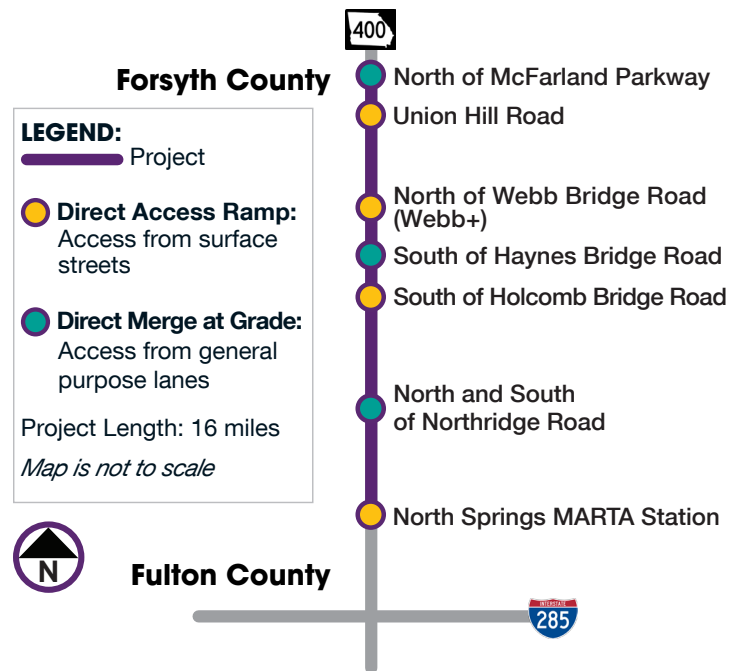 400
Forsyth County
North of McFarland Parkway
Union Hill Road
North of Webb Bridge Road
(Webb+)
South of Haynes Bridge Road
South of Holcomb Bridge Road
North and South
of Northridge Road
North Springs MARTA Station
LEGEND:
Project
Direct Access Ramp:
Access from surface
streets
Direct Merge at Grade:
Access from general
purpose lanes
Project Length: 16 miles
Map is not to scale
N
Fulton County
INTERSTATE
285